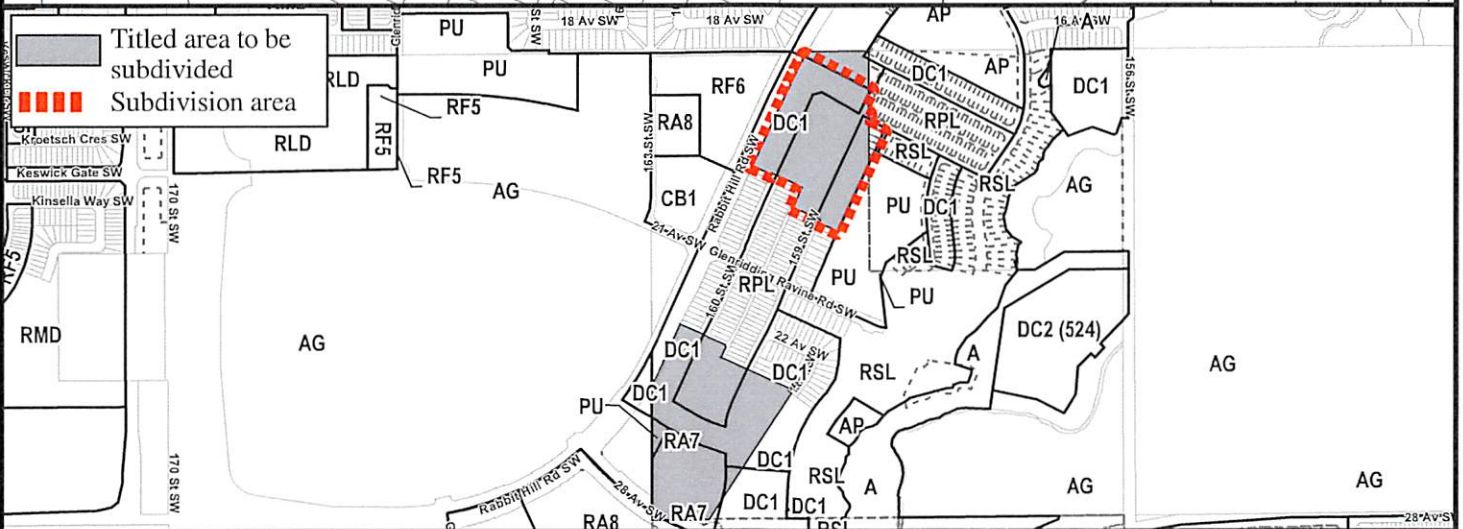 Titled area to be
subdivided
Subdivision area
PU
St SW
18 Av SW
18 Av SW
AP
16 Av SW
A
PU
RLD
RF5
RF6
DC1
AP
DC1
156 St SW
RA8
DC1
RPL
RSL
Kroetsch Cres SW
RLD
RF5
RF5
163 St SW
Keswick Gate SW
Kinsella Way SW
170 St SW
AG
CB1
Rabbit Hill Rd SW
PU
DC1
RSL
AG
RF5
21 Av SW
Glenridding Ravine Rd SW
159 St SW
RSL
160 St SW
RPL
PU
PU
RMD
AG
DC1
22 Av SW
DC1
RSL
A
DC2 (524)
AG
DC1
PU
RA7
AP
DC1
RSL
170 St SW
Rabbit Hill Rd SW
28 Av SW
RA8
RA7
DC1
DC1
A
AG
AG
RSL
28 Av S